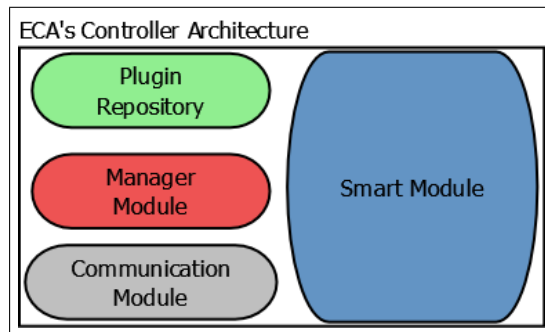 ECA's Controller Architecture
Plugin
Repository
Manager
Module
Communication
Module
Smart Module